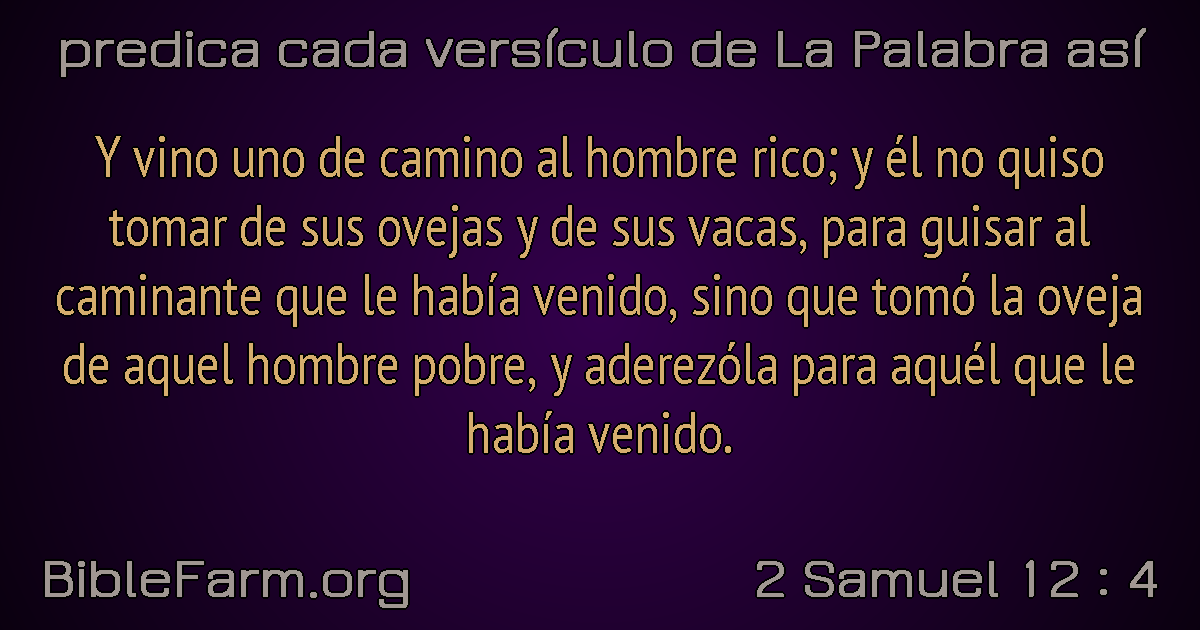 predica cada versículo de La Palabra así
Y vino uno de camino al hombre rico; y él no quiso
tomar de sus ovejas y de sus vacas, para guisar al
caminante que le había venido, sino que tomó la oveja
de aquel hombre pobre, y aderezóla para aquél que le
había venido.
BibleFarm.org
2 Samuel 12 : 4